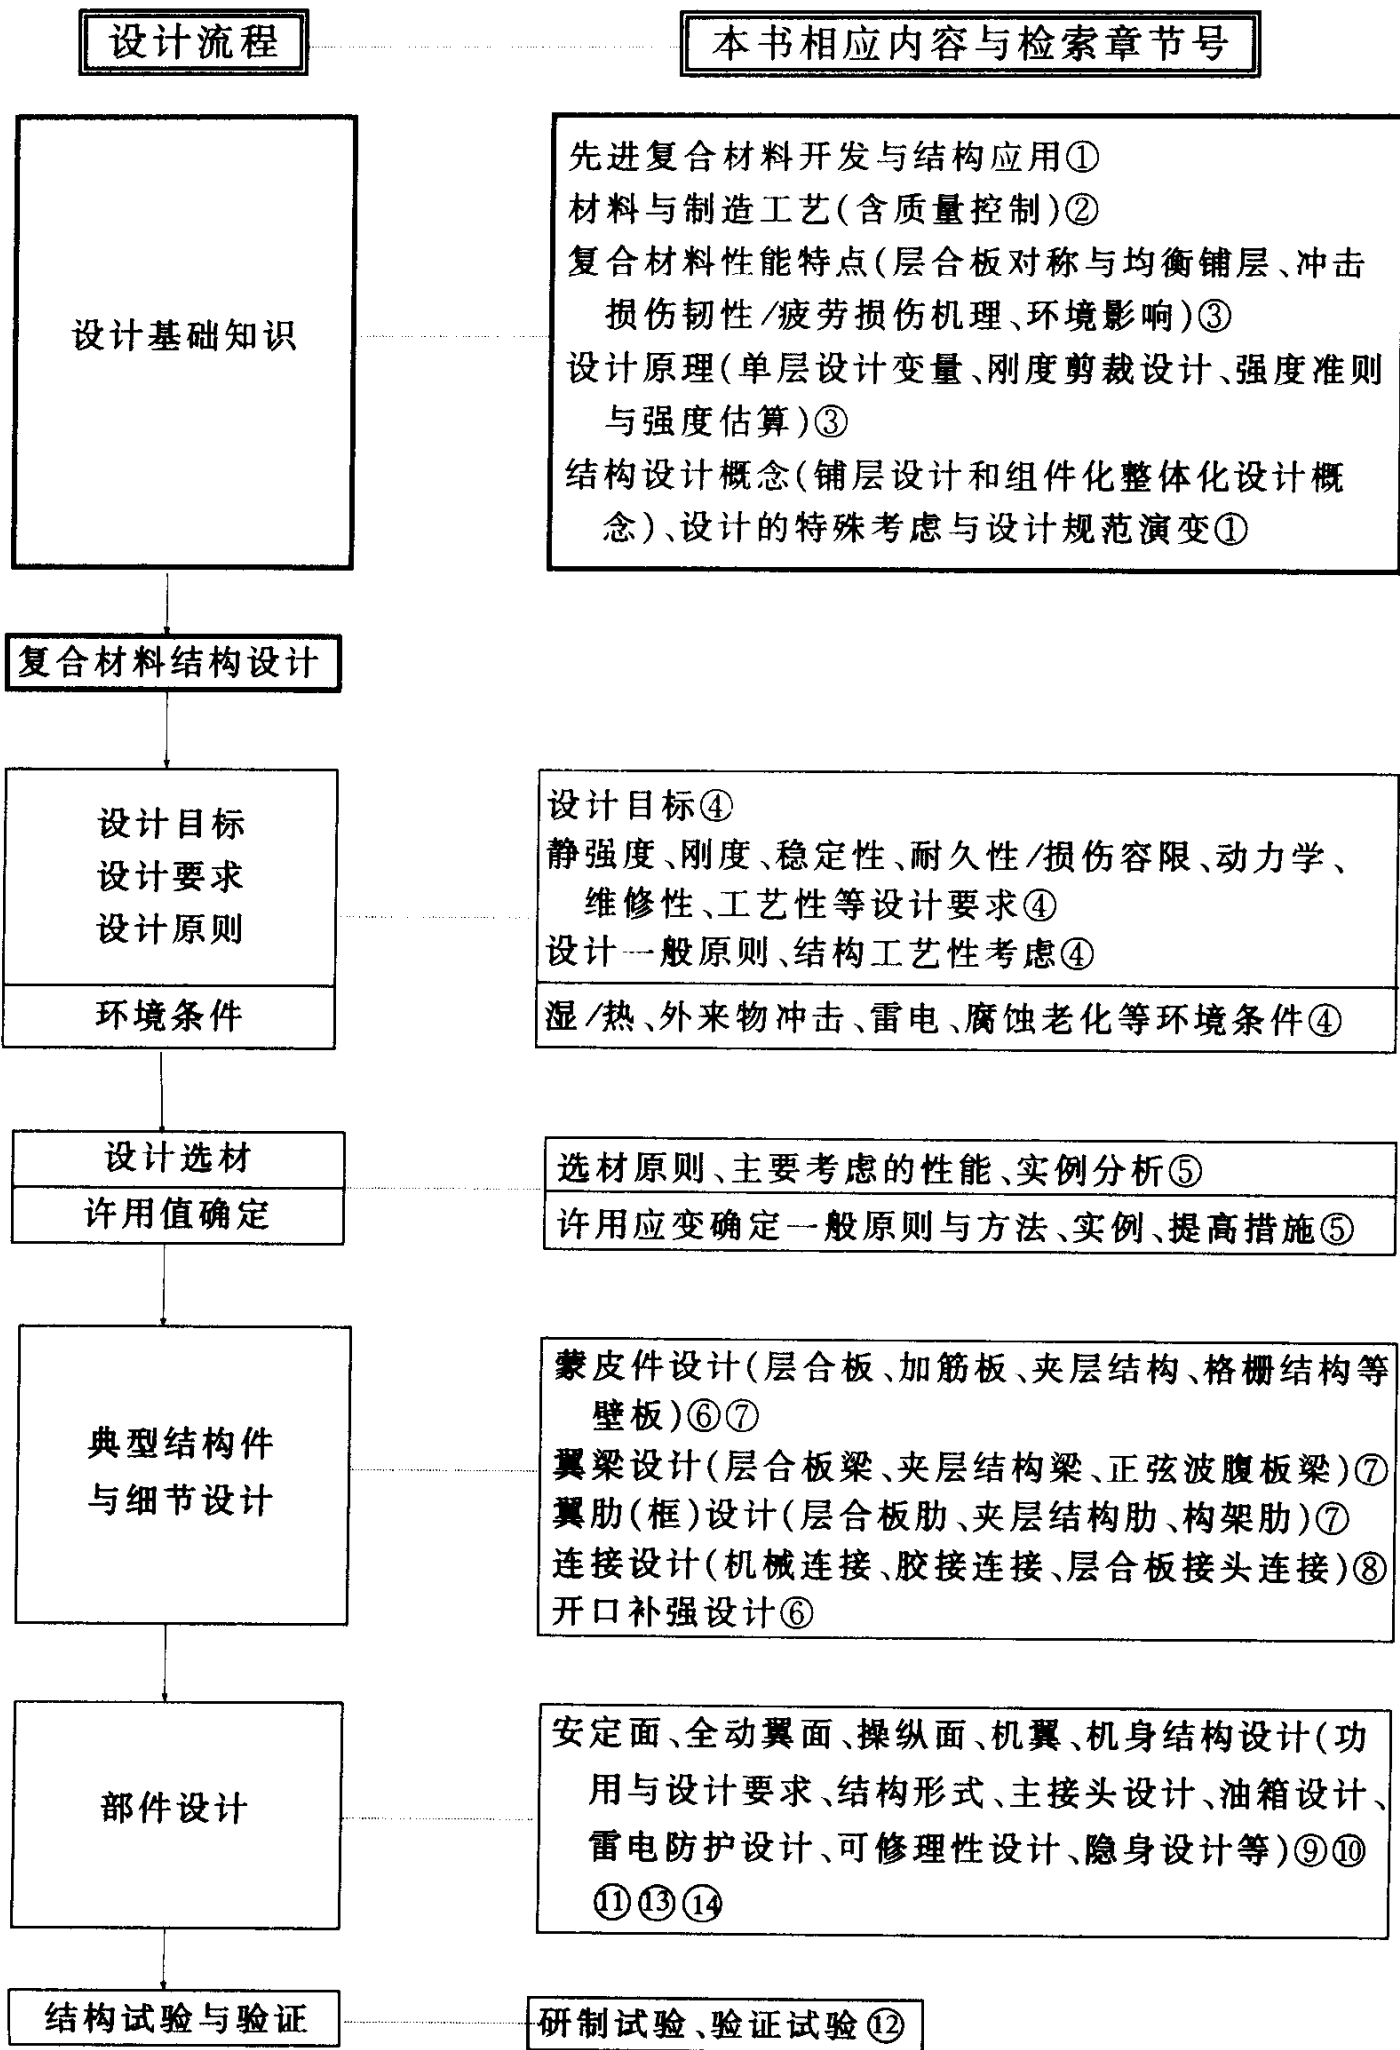 设计流程
本书相应内容与检索章节号
设计基础知识
先进复合材料开发与结构应用①
材料与制造工艺(含质量控制)②
复合材料性能特点(层合板对称与均衡铺层、冲击
损伤韧性/疲劳损伤机理、环境影响)③
设计原理(单层设计变量、刚度剪裁设计、强度准则
与强度估算)③
结构设计概念(铺层设计和组件化整体化设计概
念)、设计的特殊考虑与设计规范演变①
复合材料结构设计
设计目标
设计要求
设计原则
环境条件
设计目标④
静强度、刚度、稳定性、耐久性/损伤容限、动力学、
维修性、工艺性等设计要求④
设计一般原则、结构工艺性考虑④
湿/热、外来物冲击、雷电、腐蚀老化等环境条件④
设计选材
许用值确定
选材原则、主要考虑的性能、实例分析⑤
许用应变确定一般原则与方法、实例、提高措施⑤
典型结构件
与细节设计
蒙皮件设计(层合板、加筋板、夹层结构、格栅结构等
壁板)⑥⑦
翼梁设计(层合板梁、夹层结构梁、正弦波腹板梁)⑦
翼肋(框)设计(层合板肋、夹层结构肋、构架肋)⑦
连接设计(机械连接、胶接连接、层合板接头连接)⑧
开口补强设计⑥
部件设计
安定面、全动翼面、操纵面、机翼、机身结构设计(功
用与设计要求、结构形式、主接头设计、油箱设计、
雷电防护设计、可修理性设计、隐身设计等)⑨⑩
⑪⑬⑭
结构试验与验证
研制试验、验证试验⑫